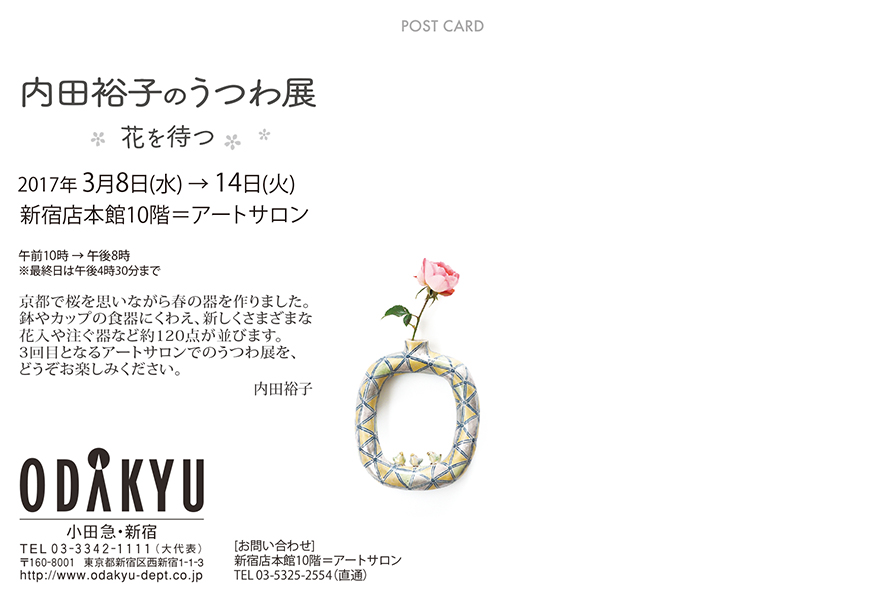 POST CARD
内田裕子のうつわ展
花を待つ
2017年 3月8日(水) → 14日(火)
新宿店本館10階＝アートサロン
午前10時 → 午後8時
※最終日は午後4時30分まで
京都で桜を思いながら春の器を作りました。
鉢やカップの食器にくわえ、新しくさまざまな
花入や注ぐ器など約120点が並びます。
3回目となるアートサロンでのうつわ展を、
どうぞお楽しみください。
内田裕子
ODAKYU
小田急・新宿
TEL 03-3342-1111（大代表）
〒160-8001 東京都新宿区西新宿1-1-3
http://www.odakyu-dept.co.jp
[お問い合わせ]
新宿店本館10階＝アートサロン
TEL 03-5325-2554（直通）